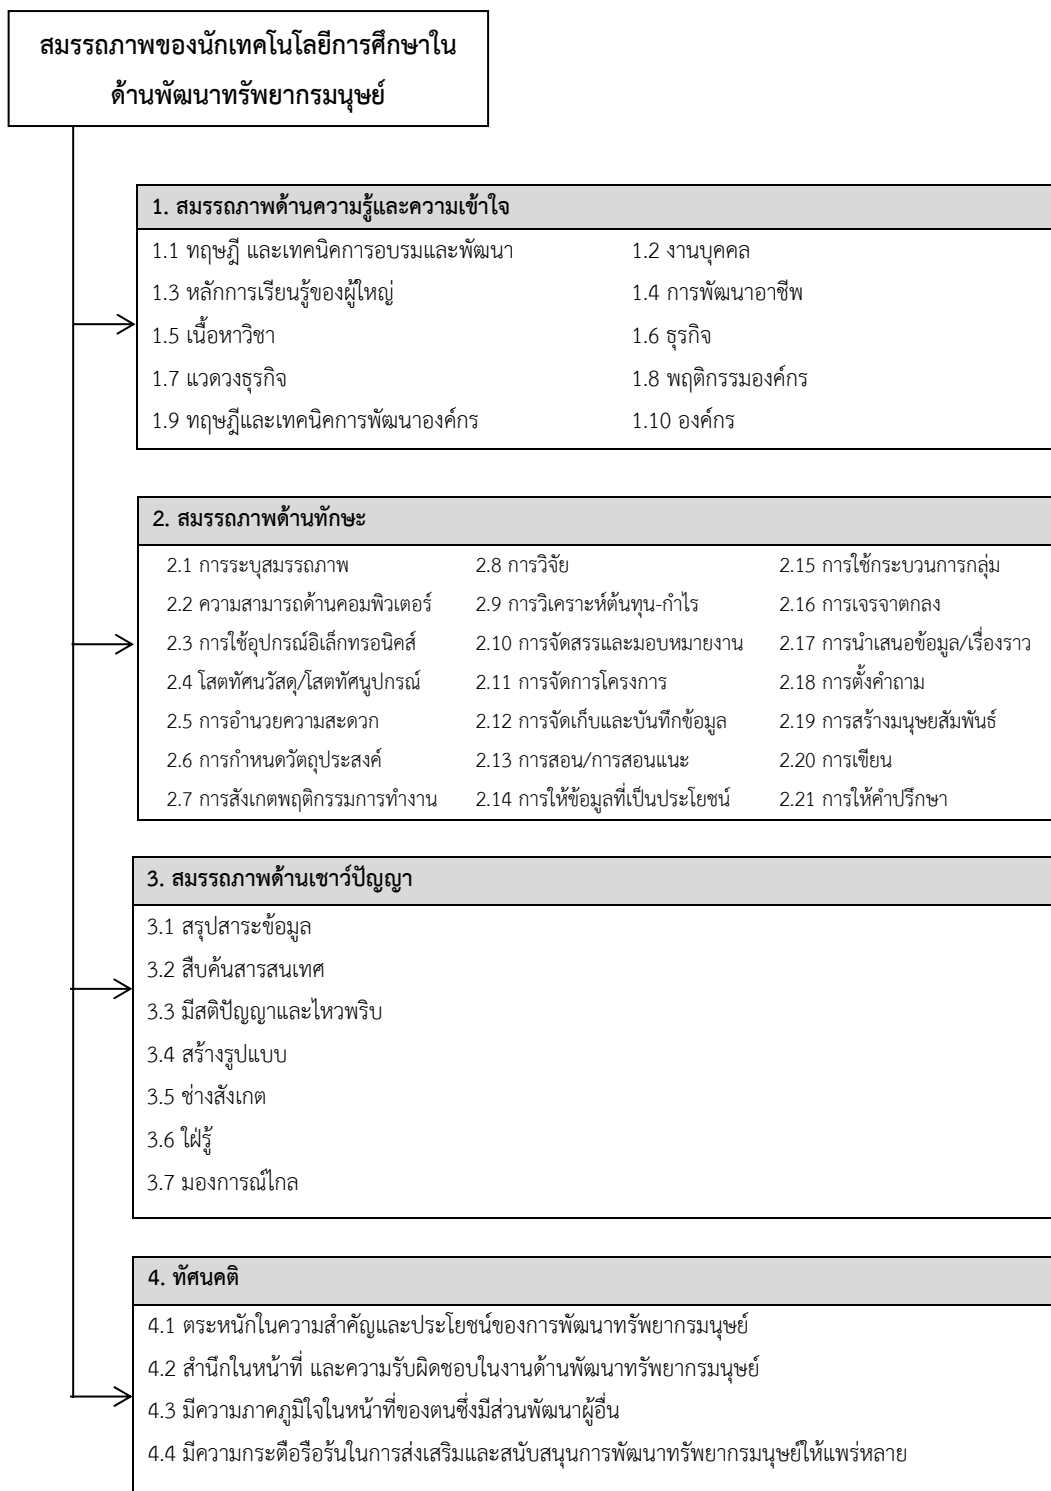 สมรรถภาพของนักเทคโนโลยีการศึกษาใน
ด้านพัฒนาทรัพยากรมนุษย์
1. สมรรถภาพด้านความรู้และความเข้าใจ
1.1 ทฤษฎี และเทคนิคการอบรมและพัฒนา 1.2 งานบุคคล
1.3 หลักการเรียนรู้ของผู้ใหญ่ 1.4 การพัฒนาอาชีพ
1.5 เนื้อหาวิชา 1.6 ธุรกิจ
1.7 แวดวงธุรกิจ 1.8 พฤติกรรมองค์กร
1.9 ทฤษฎีและเทคนิคการพัฒนาองค์กร 1.10 องค์กร
2. สมรรถภาพด้านทักษะ
2.1 การระบุสมรรถภาพ 2.8 การวิจัย 2.15 การใช้กระบวนการกลุ่ม
2.2 ความสามารถด้านคอมพิวเตอร์ 2.9 การวิเคราะห์ต้นทุน-กำไร 2.16 การเจรจาตกลง
2.3 การใช้อุปกรณ์อิเล็กทรอนิคส์ 2.10 การจัดสรรและมอบหมายงาน 2.17 การนำเสนอข้อมูล/เรื่องราว
2.4 โสตทัศนวัสดุ/โสตทัศนูปกรณ์ 2.11 การจัดการโครงการ 2.18 การตั้งคำถาม
2.5 การอำนวยความสะดวก 2.12 การจัดเก็บและบันทึกข้อมูล 2.19 การสร้างมนุษยสัมพันธ์
2.6 การกำหนดวัตถุประสงค์ 2.13 การสอน/การสอนแนะ 2.20 การเขียน
2.7 การสังเกตพฤติกรรมการทำงาน 2.14 การให้ข้อมูลที่เป็นประโยชน์ 2.21 การให้คำปรึกษา
3. สมรรถภาพด้านเชาว์ปัญญา
3.1 สรุปสาระข้อมูล
3.2 สืบค้นสารสนเทศ
3.3 มีสติปัญญาและไหวพริบ
3.4 สร้างรูปแบบ
3.5 ช่างสังเกต
3.6 ใฝ่รู้
3.7 มองการณ์ไกล
4. ทัศนคติ
4.1 ตระหนักในความสำคัญและประโยชน์ของการพัฒนาทรัพยากรมนุษย์
4.2 สำนึกในหน้าที่ และความรับผิดชอบในงานด้านพัฒนาทรัพยากรมนุษย์
4.3 มีความภาคภูมิใจในหน้าที่ของตนซึ่งมีส่วนพัฒนาผู้อื่น
4.4 มีความกระตือรือร้นในการส่งเสริมและสนับสนุนการพัฒนาทรัพยากรมนุษย์ให้แพร่หลาย